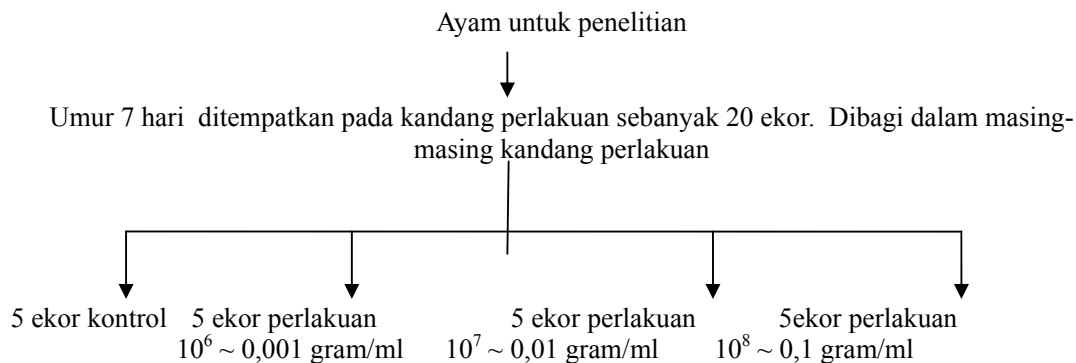 Ayam untuk penelitian
Umur 7 hari  ditempatkan pada kandang perlakuan sebanyak 20 ekor.  Dibagi dalam masing-
masing kandang perlakuan
5 ekor kontrol    5 ekor perlakuan    5 ekor perlakuan    5ekor perlakuan
10⁶ ~ 0,001 gram/ml    10⁷ ~ 0,01 gram/ml    10⁸ ~ 0,1 gram/ml